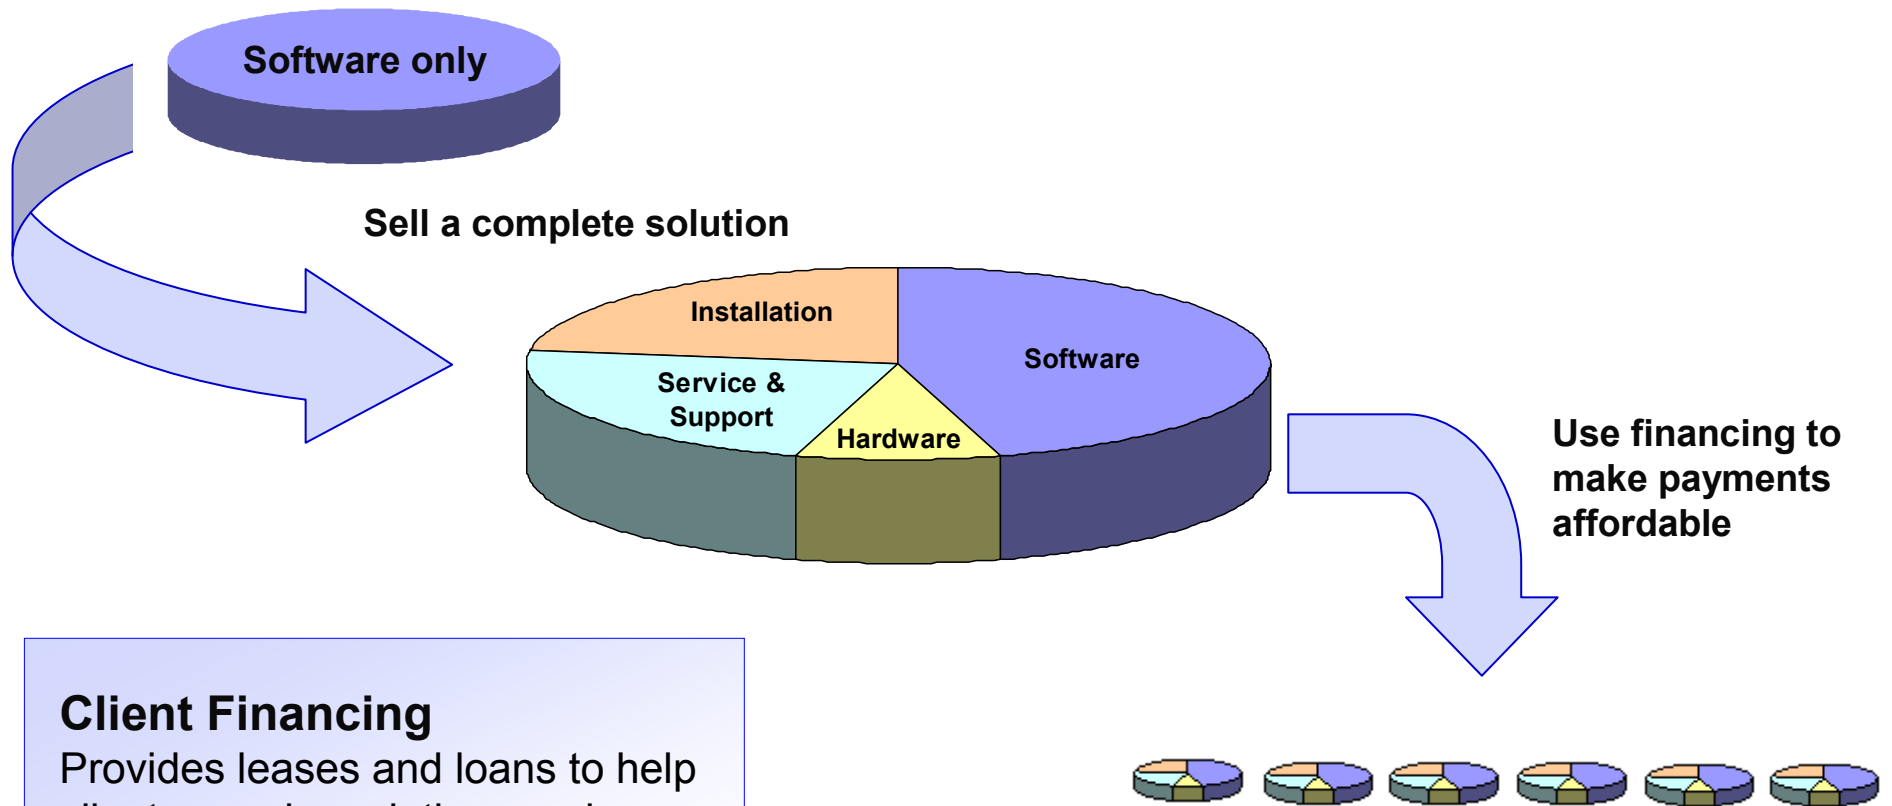 Software only
Sell a complete solution
Installation
Software
Service &
Support
Hardware
Use financing to
make payments
affordable
Client Financing
Provides leases and loans to help